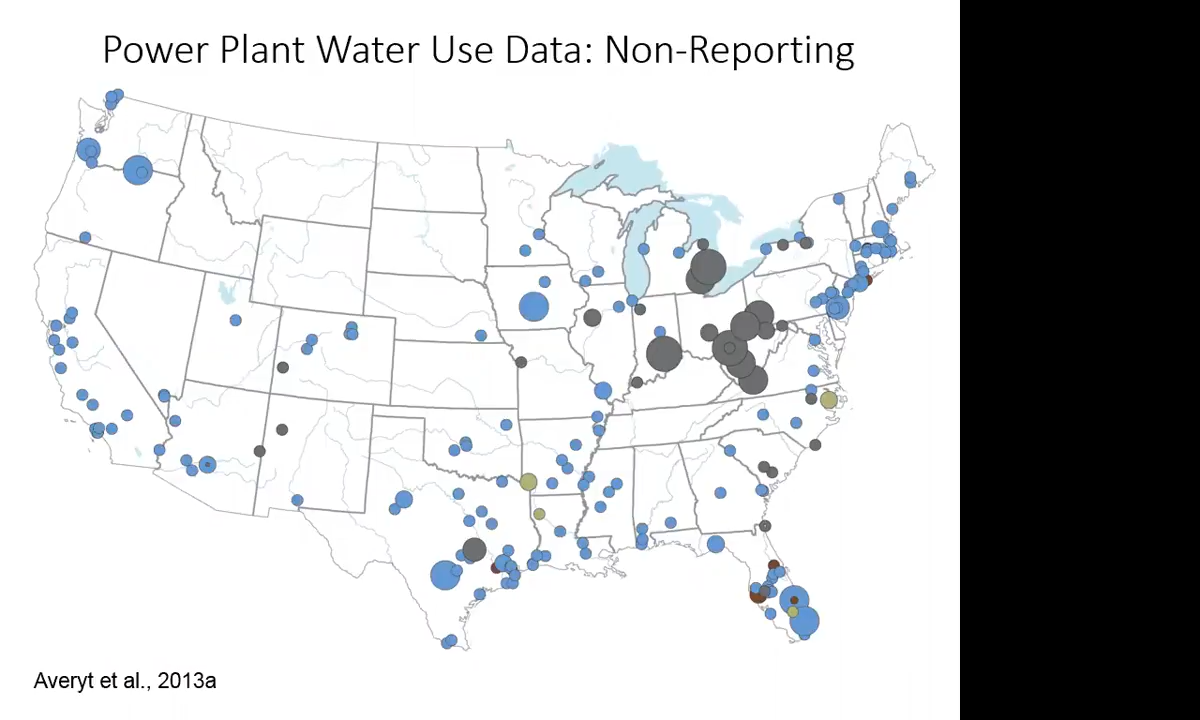 Power Plant Water Use Data: Non-Reporting
Averyt et al., 2013a